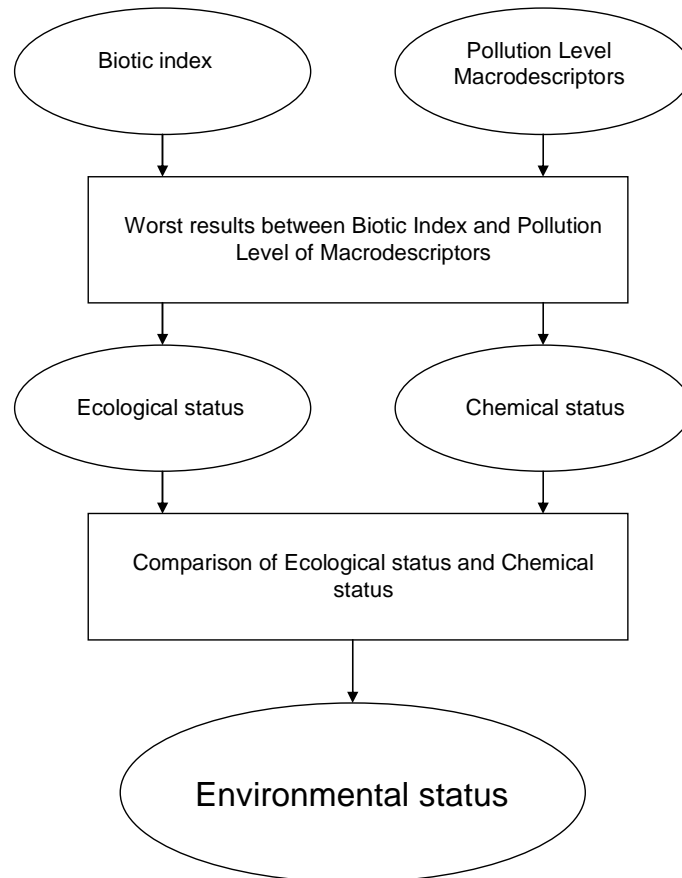 Biotic index
Pollution Level
Macrodescriptors
Worst results between Biotic Index and Pollution
Level of Macrodescriptors
Ecological status
Chemical status
Comparison of Ecological status and Chemical
status
Environmental status